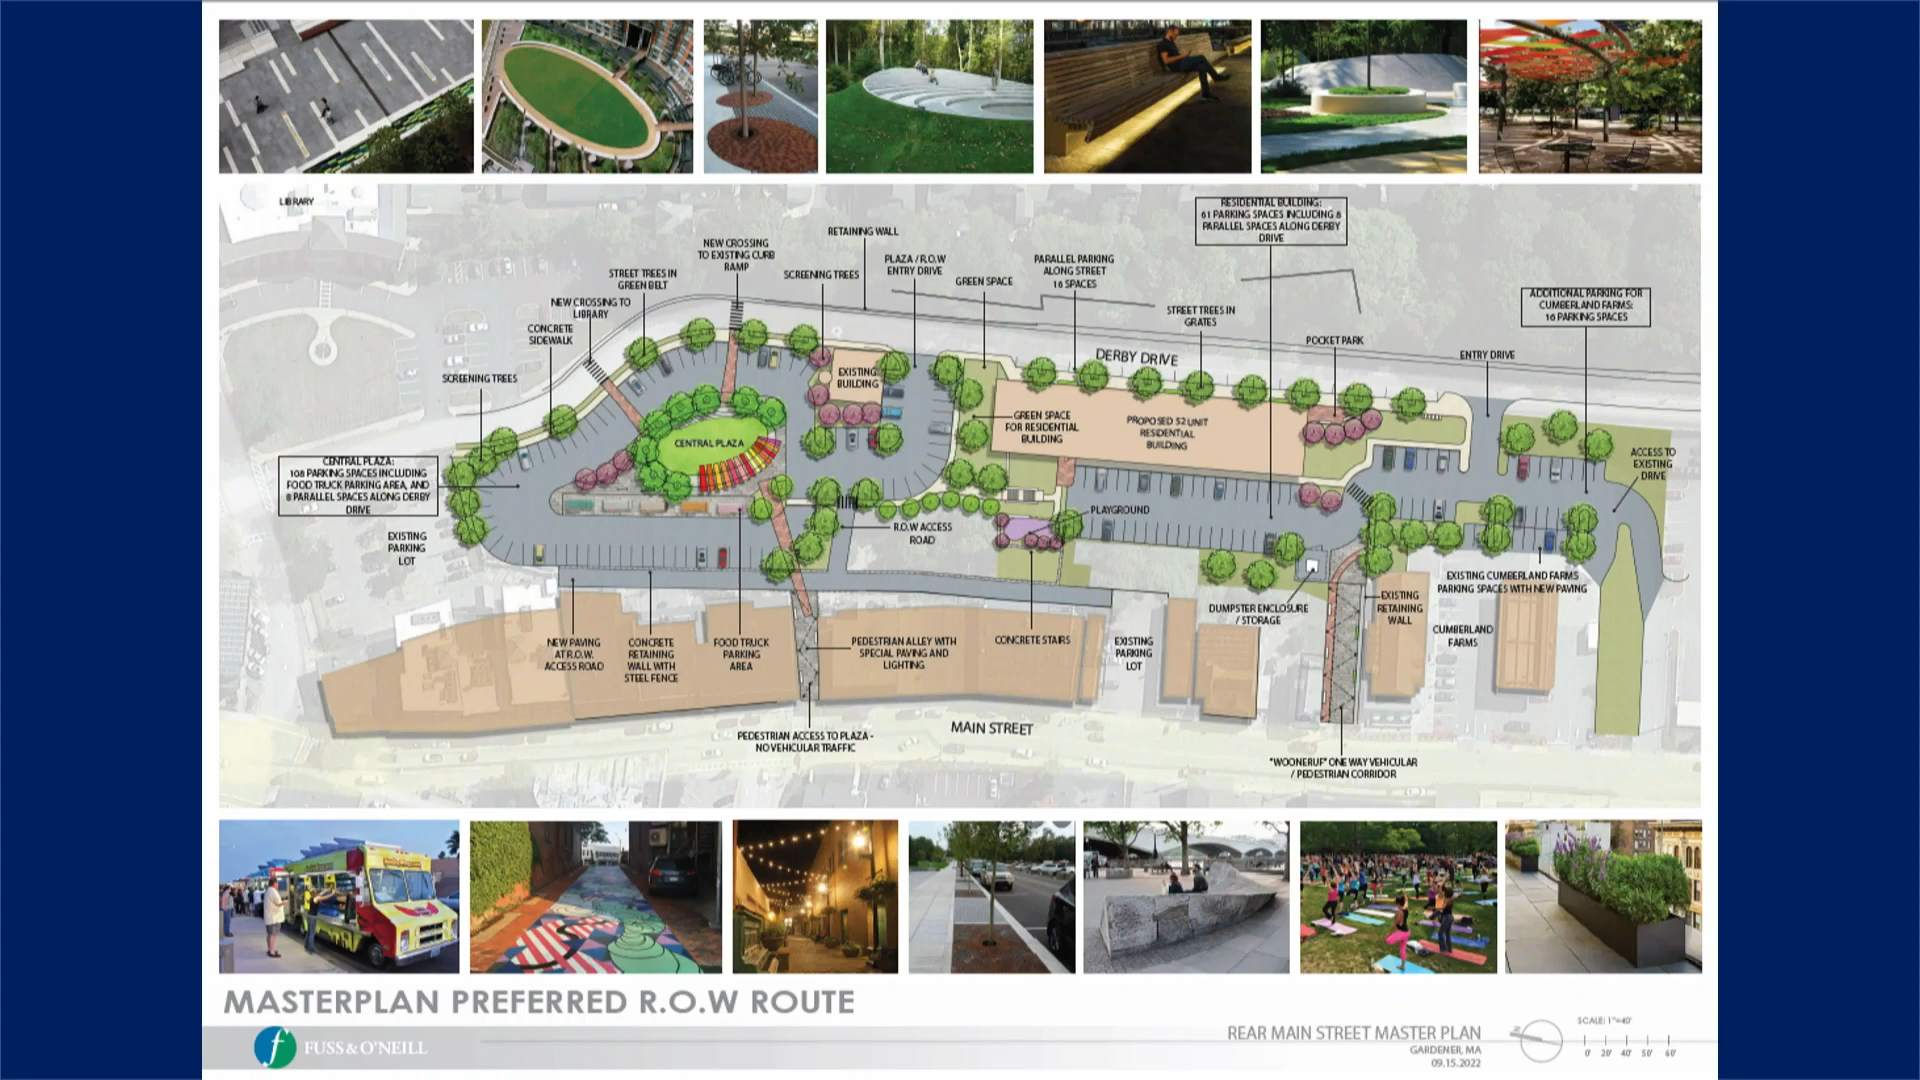 LIBRARY
RESIDENTIAL BUILDING:
61 PARKING SPACES INCLUDING 8
PARALLEL SPACES ALONG DERBY
DRIVE
RETAINING WALL
NEW CROSSING
TO EXISTING CURB
RAMP
PLAZA / R.O.W
ENTRY DRIVE
PARALLEL PARKING
ALONG STREET
16 SPACES
STREET TREES IN
GREEN BELT
SCREENING TREES
GREEN SPACE
ADDITIONAL PARKING FOR
CUMBERLAND FARMS:
16 PARKING SPACES
NEW CROSSING TO
LIBRARY
STREET TREES IN
GRATES
CONCRETE
SIDEWALK
POCKET PARK
DERBY DRIVE
ENTRY DRIVE
SCREENING TREES
EXISTING
BUILDING
GREEN SPACE
FOR RESIDENTIAL
BUILDING
PROPOSED 52 UNIT
RESIDENTIAL
BUILDING
CENTRAL PLAZA
CENTRAL PLAZA:
108 PARKING SPACES INCLUDING
FOOD TRUCK PARKING AREA, AND
8 PARALLEL SPACES ALONG DERBY
DRIVE
ACCESS TO
EXISTING
DRIVE
PLAYGROUND
R.O.W ACCESS
ROAD
EXISTING
PARKING
LOT
EXISTING CUMBERLAND FARMS
PARKING SPACES WITH NEW PAVING
DUMPSTER ENCLOSURE
/ STORAGE
EXISTING
RETAINING
WALL
CUMBERLAND
FARMS
NEW PAVING
AT R.O.W.
ACCESS ROAD
CONCRETE
RETAINING
WALL WITH
STEEL FENCE
FOOD TRUCK
PARKING
AREA
PEDESTRIAN ALLEY WITH
SPECIAL PAVING AND
LIGHTING
CONCRETE STAIRS
EXISTING
PARKING
LOT
MAIN STREET
PEDESTRIAN ACCESS TO PLAZA -
NO VEHICULAR TRAFFIC
"WOONERUF" ONE WAY VEHICULAR
/ PEDESTRIAN CORRIDOR
MASTERPLAN PREFERRED R.O.W ROUTE
f FUSS & O'NEILL
REAR MAIN STREET MASTER PLAN
GARDENER, MA
09.15.2022
SCALE: 1"=40'
0' 20' 40' 50' 60'